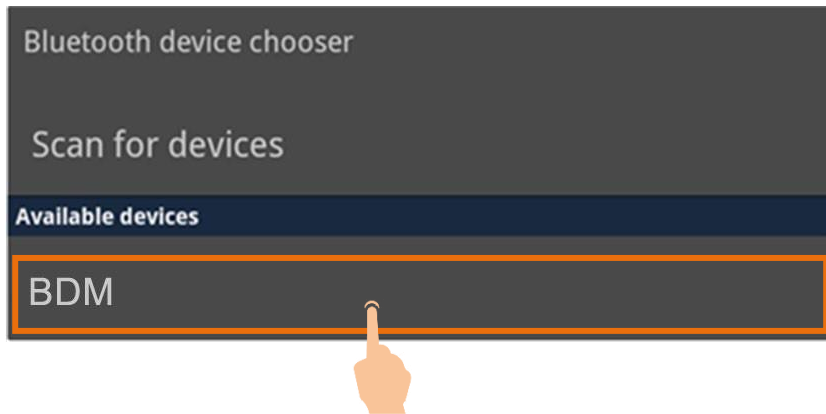 Bluetooth device chooser
Scan for devices
Available devices
BDM